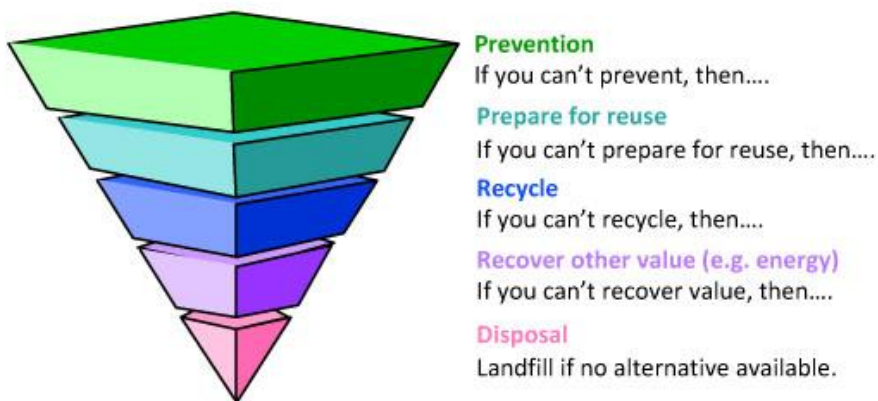 Prevention
If you can’t prevent, then....
Prepare for reuse
If you can’t prepare for reuse, then....
Recycle
If you can’t recycle, then....
Recover other value (e.g. energy)
If you can’t recover value, then....
Disposal
Landfill if no alternative available.